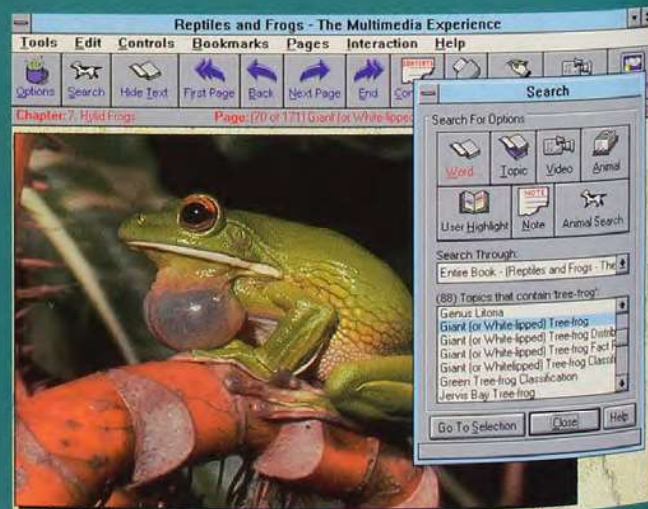 Reptiles and Frogs - The Multimedia Experience
Tools Edit Controls Bookmarks Pages Interaction Help
CONTENTS
Options Search Hide Text First Page Back Next Page End
Chapter: 7. Hylid Frogs Page: (70 of 171) Giant (or White-lipped
Search
Search For Options
Word Topic Video Animal
NOTE
User Highlight Note Animal Search
Search Through:
Entire Book - (Reptiles and Frogs - The
(88) Topics that contain 'tree-frog':
Genus Litoria
Giant (or White-lipped) Tree-frog
Giant (or Whitelipped) Tree-frog Distrib
Giant (or Whitelipped) Tree-frog Fact F
Giant (or Whitelipped) Tree-frog Classifi
Green Tree-frog Classification
Jervis Bay Tree-frog
Go To Selection Close Help